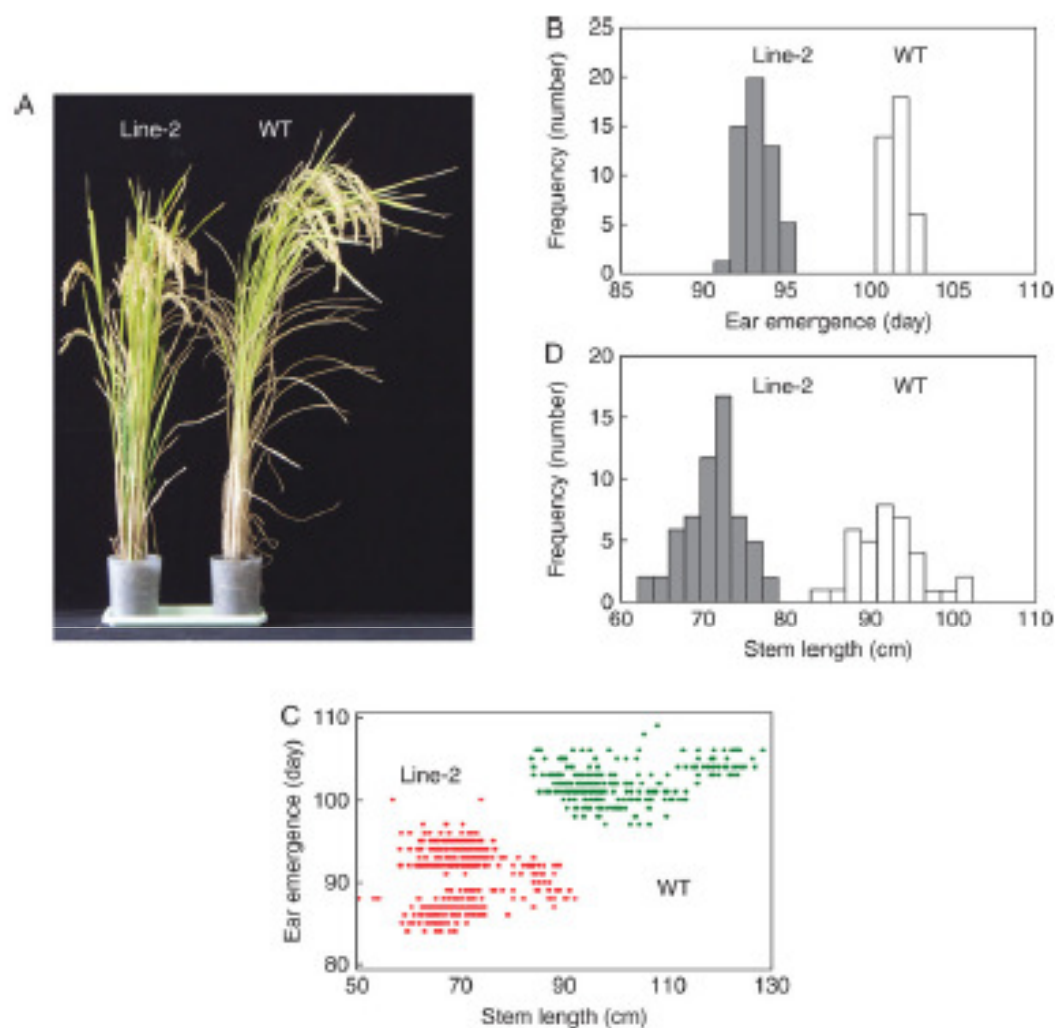 A
Line-2 WT
B
25
20
15
10
5
0
Frequency (number)
Line-2 WT
85 90 95 100 105 110
Ear emergence (day)
D
20
15
10
5
0
Frequency (number)
Line-2 WT
60 70 80 90 100 110
Stem length (cm)
C
110
100
90
80
Ear emergence (day)
Line-2
WT
50 70 90 110 130
Stem length (cm)